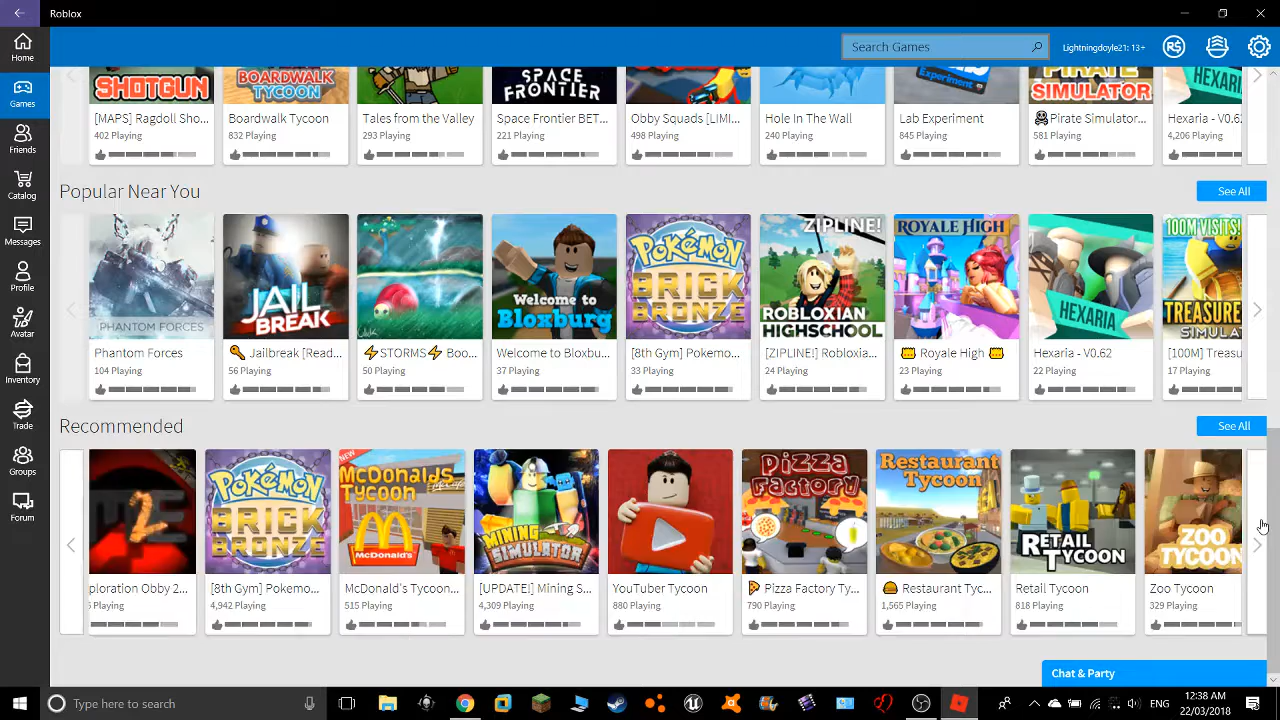 Roblox
Search Games
Lightningdoyle21: 13+
R$
Home
Games
Friends
Catalog
Messages
Profile
Avatar
Inventory
Trade
Groups
Forum
SHOTGUN
BOARDWALK
TYCOON
SPACE
FRONTIER
Experiment
PIRATE
SIMULATOR
HEXARIA
[MAPS] Ragdoll Sho...
402 Playing
Boardwalk Tycoon
832 Playing
Tales from the Valley
293 Playing
Space Frontier BET...
221 Playing
Obby Squads [LIMI...
498 Playing
Hole In The Wall
240 Playing
Lab Experiment
845 Playing
☠Pirate Simulator...
581 Playing
Hexaria - V0.6
4,206 Playing
Popular Near You
See All
PHANTOM FORCES
JAIL
BREAK
Welcome to
Bloxburg
POKÉMON
BRICK
BRONZE
ZIPLINE!
ROBLOXIAN
HIGHSCHOOL
ROYALE HIGH
HEXARIA
100M VISITS!
TREASURE
SIMULA
Phantom Forces
104 Playing
🔑 Jailbreak [Read...
56 Playing
⚡STORMS⚡ Boo...
50 Playing
Welcome to Bloxbu...
37 Playing
[8th Gym] Pokemo...
33 Playing
[ZIPLINE!] Robloxia...
24 Playing
Royale High
23 Playing
Hexaria - V0.62
22 Playing
[100M] Treasu
17 Playing
Recommended
See All
2
POKÉMON
BRICK
BRONZE
NEW
McDONALDS
TYCOON
McDonald's
MINING
SIMULATOR
PIZZA
FACTORY
Restaurant
Tycoon
RETAIL
TYCOON
ZOO
TYCOON
ploration Obby 2...
Playing
[8th Gym] Pokemo...
4,942 Playing
McDonald's Tycoon...
515 Playing
[UPDATE!] Mining S...
4,309 Playing
YouTuber Tycoon
880 Playing
🍕 Pizza Factory Ty...
790 Playing
🍔 Restaurant Tyc...
1,565 Playing
Retail Tycoon
818 Playing
Zoo Tycoon
329 Playing
Chat & Party
Type here to search
ENG
12:38 AM
22/03/2018